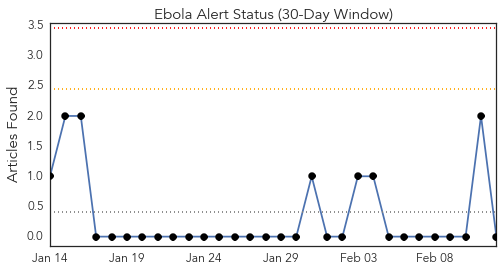 Ebola Alert Status (30-Day Window)
Articles Found
3.5
3.0
2.5
2.0
1.5
1.0
0.5
0.0
Jan 14 Jan 19 Jan 24 Jan 29 Feb 03 Feb 08